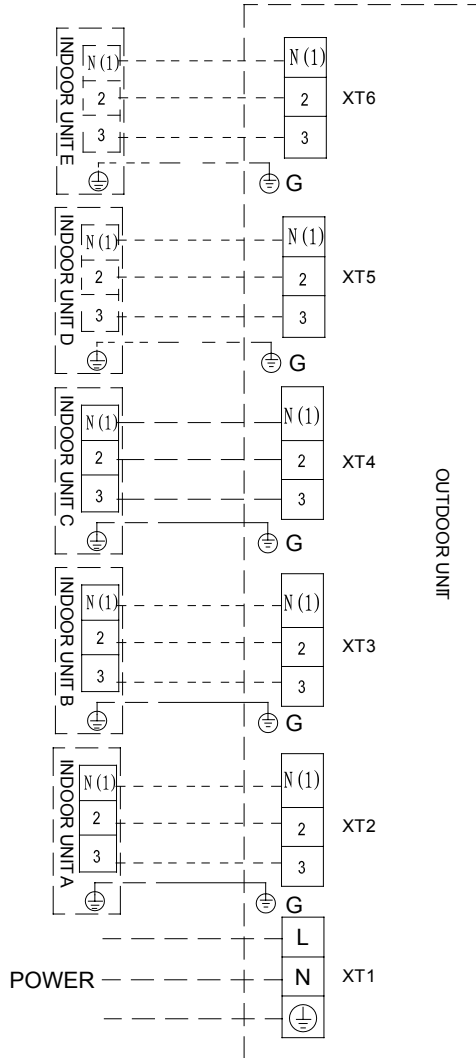 INDOOR UNIT E
N(1)
2
3
N(1)
2
3
XT6
G
INDOOR UNIT D
N(1)
2
3
N(1)
2
3
XT5
G
INDOOR UNIT C
N(1)
2
3
N(1)
2
3
XT4
G
OUTDOOR UNIT
INDOOR UNIT B
N(1)
2
3
N(1)
2
3
XT3
G
INDOOR UNIT A
N(1)
2
3
N(1)
2
3
XT2
G
POWER
L
N
XT1